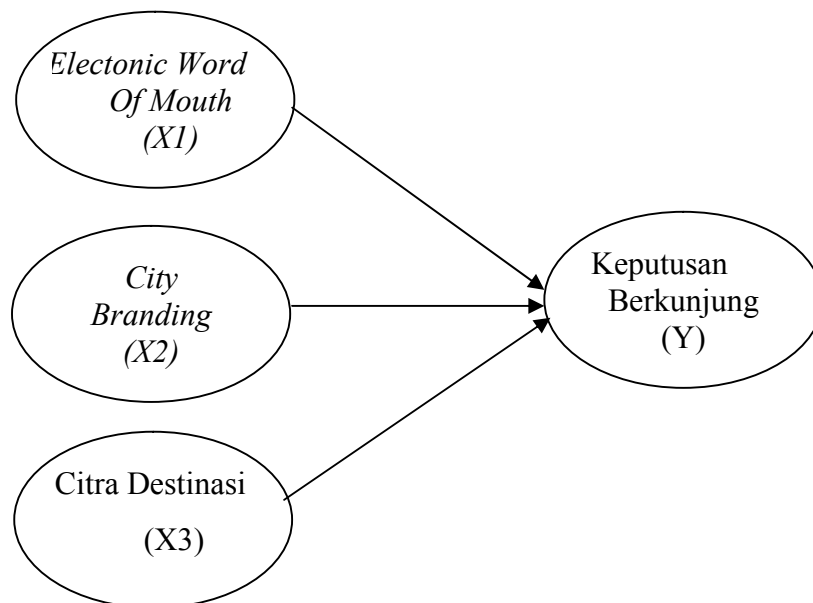 Electonic Word
Of Mouth
(X1)
City
Branding
(X2)
Citra Destinasi
(X3)
Keputusan
Berkunjung
(Y)